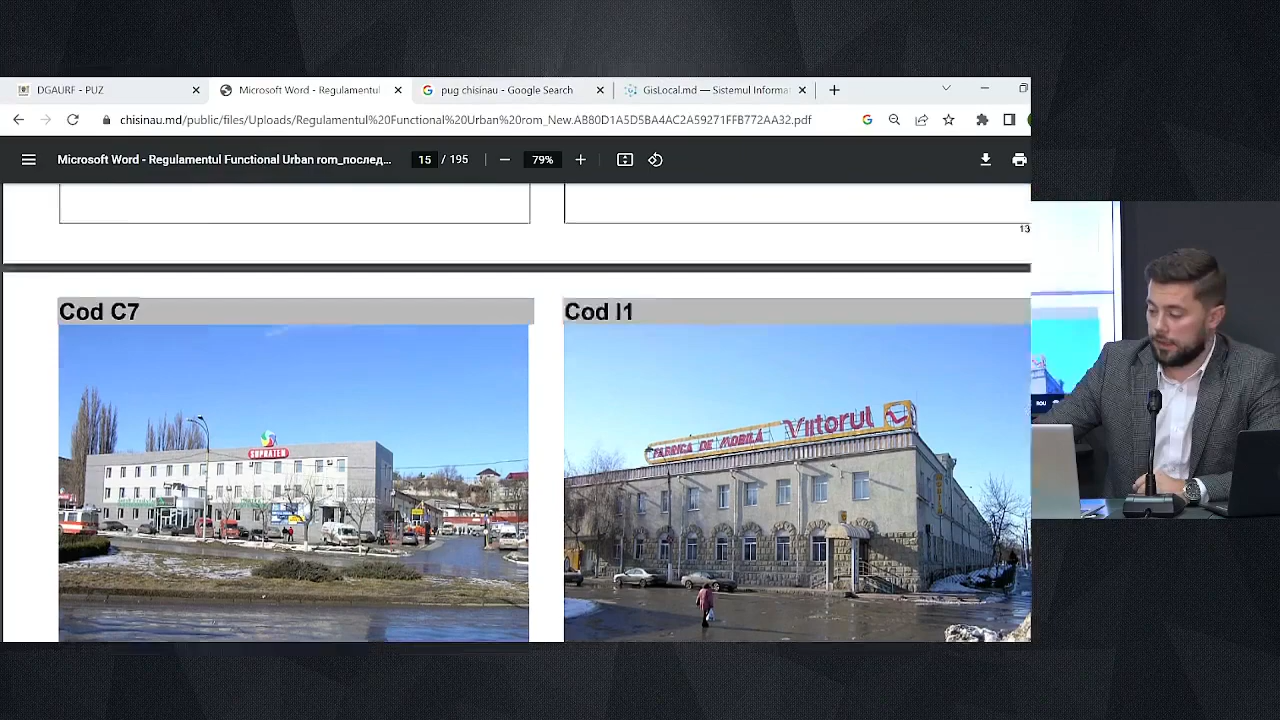 DGAURF - PUZ
Microsoft Word - Regulamentul
pug chisinau - Google Search
GisLocal.md — Sistemul Informa
chisinau.md/public/files/Uploads/Regulamentul%20Functional%20Urban%20rom_New.AB80D1A5D5BA4AC2A59271FFB772AA32.pdf
Microsoft Word - Regulamentul Functional Urban rom_послед...
15 / 195
79%
13
Cod C7
Cod I1
SUPRATEN
FABRICA DE MOBILĂ Viitorul